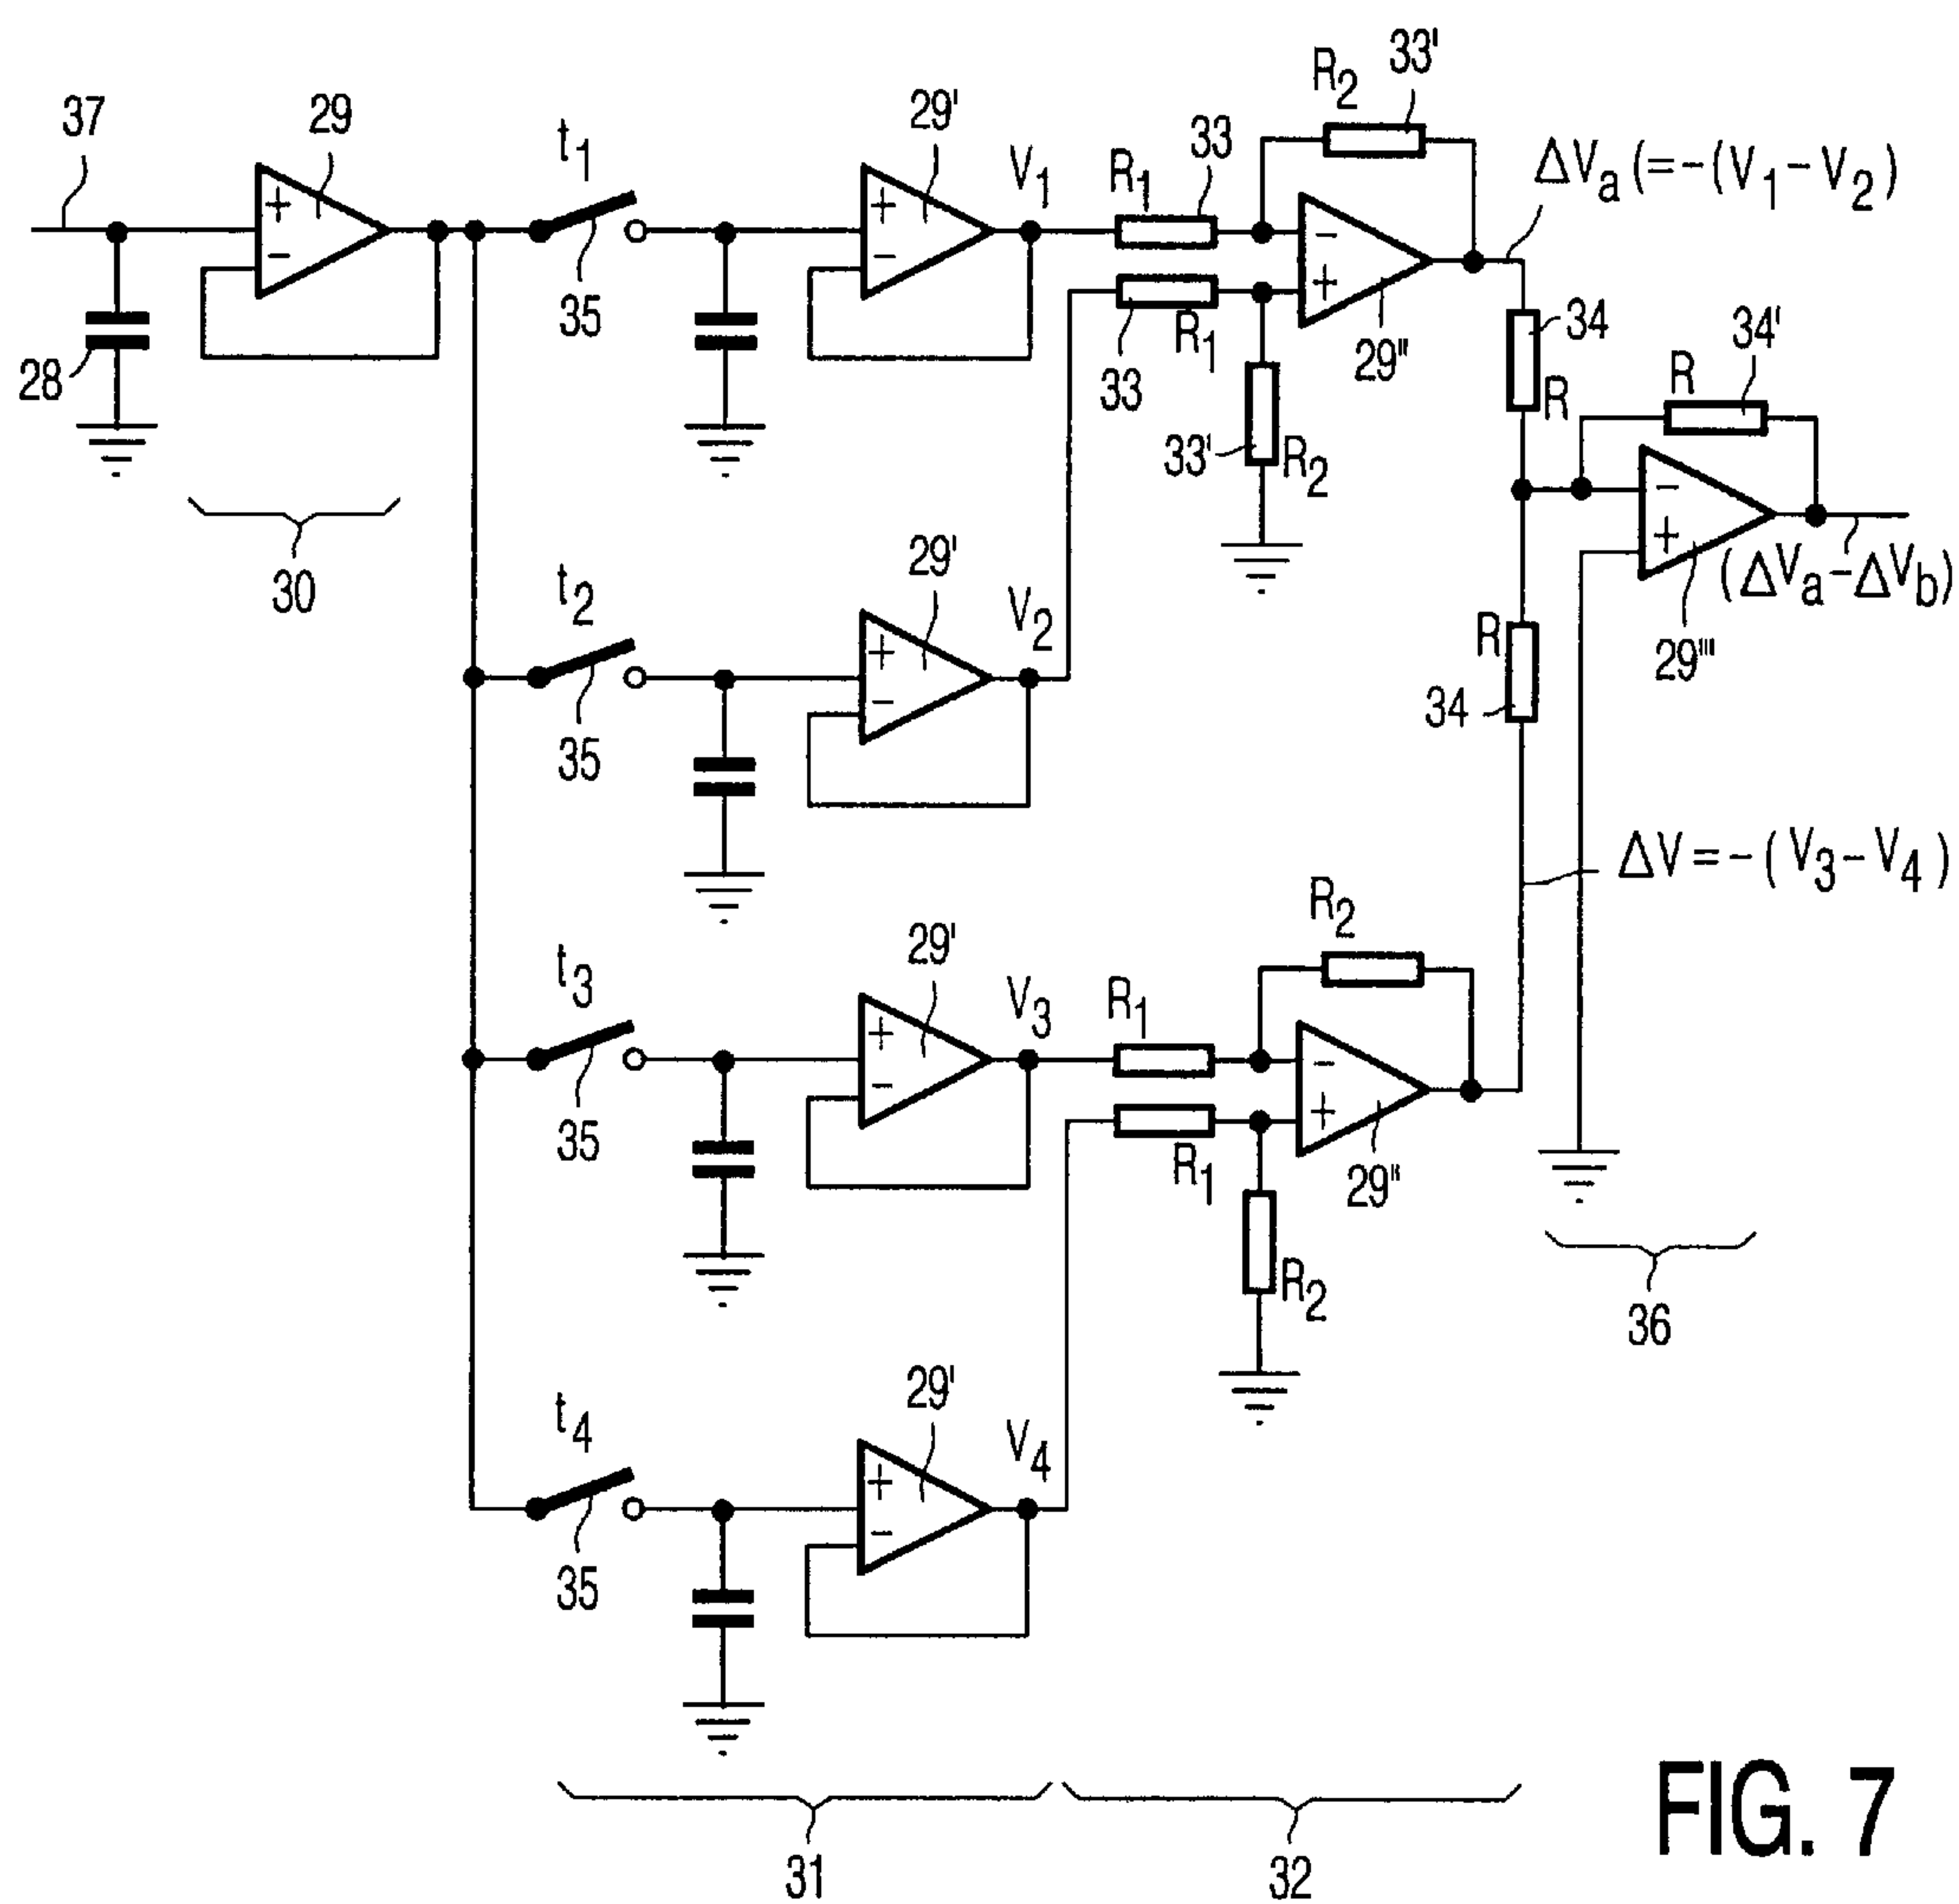 37
29
t1
29'
V1
R1
33
R2
33'
ΔVa (=-(V1-V2)
+
-
+
-
-
+
28
35
33
R1
29''
34
R
R
34'
33'
R2
-
+
(ΔVa-ΔVb)
29'''
30
t2
29'
V2
+
-
35
R
34
ΔV=-(V3-V4)
t3
29'
V3
R1
R2
+
-
-
+
35
R1
29''
R2
36
t4
29'
V4
+
-
35
31
32
FIG. 7